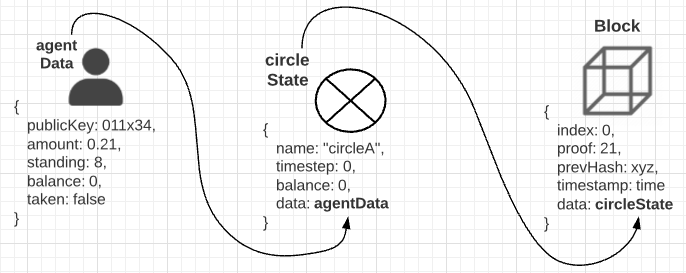 agent
Data
{
publicKey: 011x34,
amount: 0.21,
standing: 8,
balance: 0,
taken: false
}
circle
State
{
name: "circleA",
timestep: 0,
balance: 0,
data: agentData
}
Block
{
index: 0,
proof: 21,
prevHash: xyz,
timestamp: time
data: circleState
}